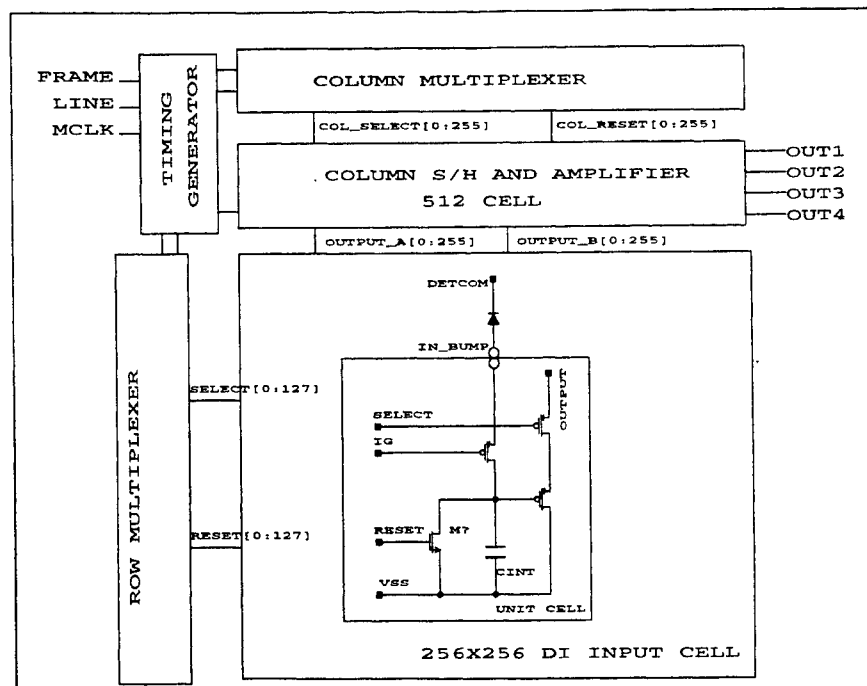 FRAME
LINE
MCLK
TIMING
GENERATOR
COLUMN MULTIPLEXER
COL_SELECT[0:255]
COL_RESET[0:255]
COLUMN S/H AND AMPLIFIER
512 CELL
OUT1
OUT2
OUT3
OUT4
OUTPUT_A[0:255]
OUTPUT_B[0:255]
ROW MULTIPLEXER
SELECT[0:127]
RESET[0:127]
DETCOM
IN_BUMP
OUTPUT
SELECT
IG
RESET
M?
CINT
VSS
UNIT CELL
256X256 DI INPUT CELL